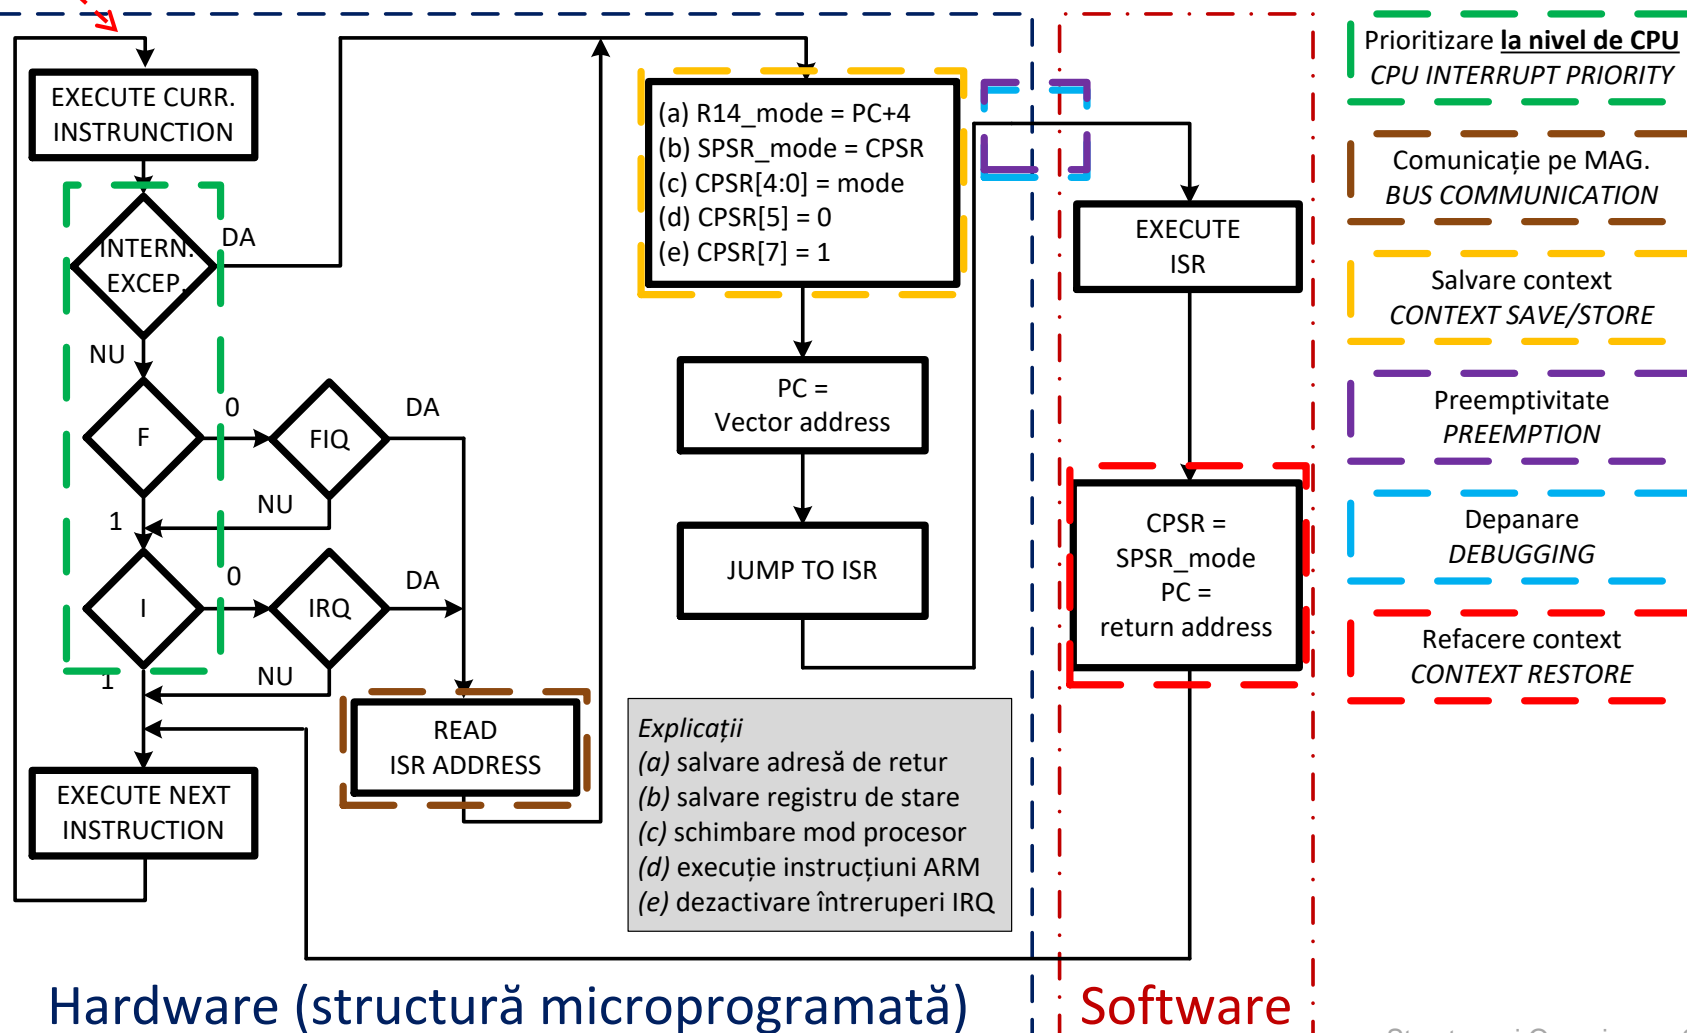 EXECUTE CURR.
INSTRUNCTION
INTERN.
EXCEP.
DA
NU
F
0
FIQ
DA
NU
1
I
0
IRQ
DA
NU
1
READ
ISR ADDRESS
EXECUTE NEXT
INSTRUCTION
(a) R14_mode = PC+4
(b) SPSR_mode = CPSR
(c) CPSR[4:0] = mode
(d) CPSR[5] = 0
(e) CPSR[7] = 1
PC =
Vector address
JUMP TO ISR
Explicații
(a) salvare adresă de retur
(b) salvare registru de stare
(c) schimbare mod procesor
(d) execuție instrucțiuni ARM
(e) dezactivare întreruperi IRQ
EXECUTE
ISR
CPSR =
SPSR_mode
PC =
return address
Prioritizare la nivel de CPU
CPU INTERRUPT PRIORITY
Comunicație pe MAG.
BUS COMMUNICATION
Salvare context
CONTEXT SAVE/STORE
Preemptivitate
PREEMPTION
Depanare
DEBUGGING
Refacere context
CONTEXT RESTORE
Hardware (structură microprogramată)
Software